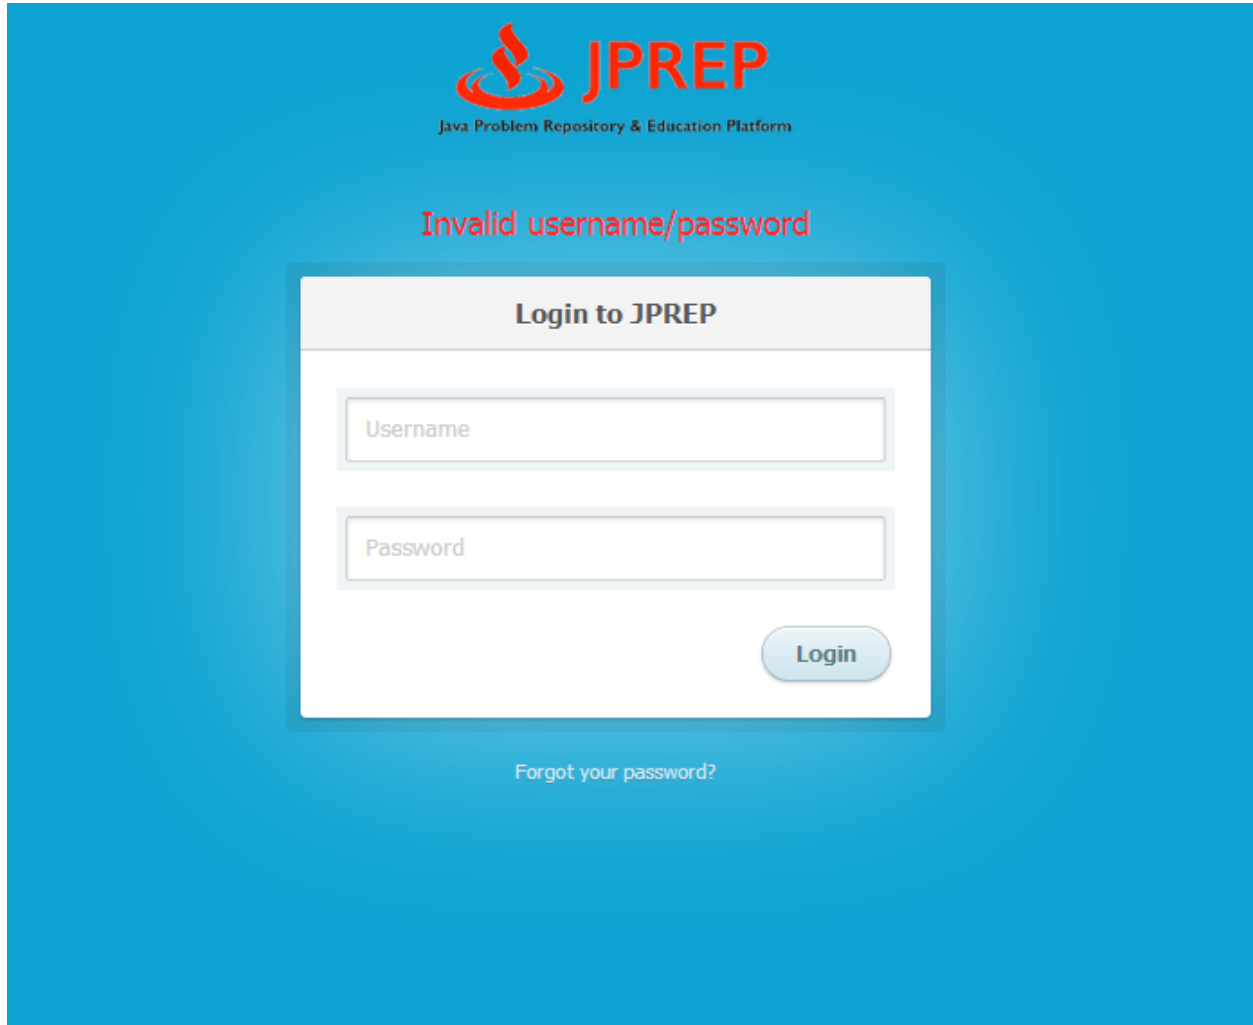 JPREP
Java Problem Repository & Education Platform
Invalid username/password
Login to JPREP
Username
Password
Login
Forgot your password?